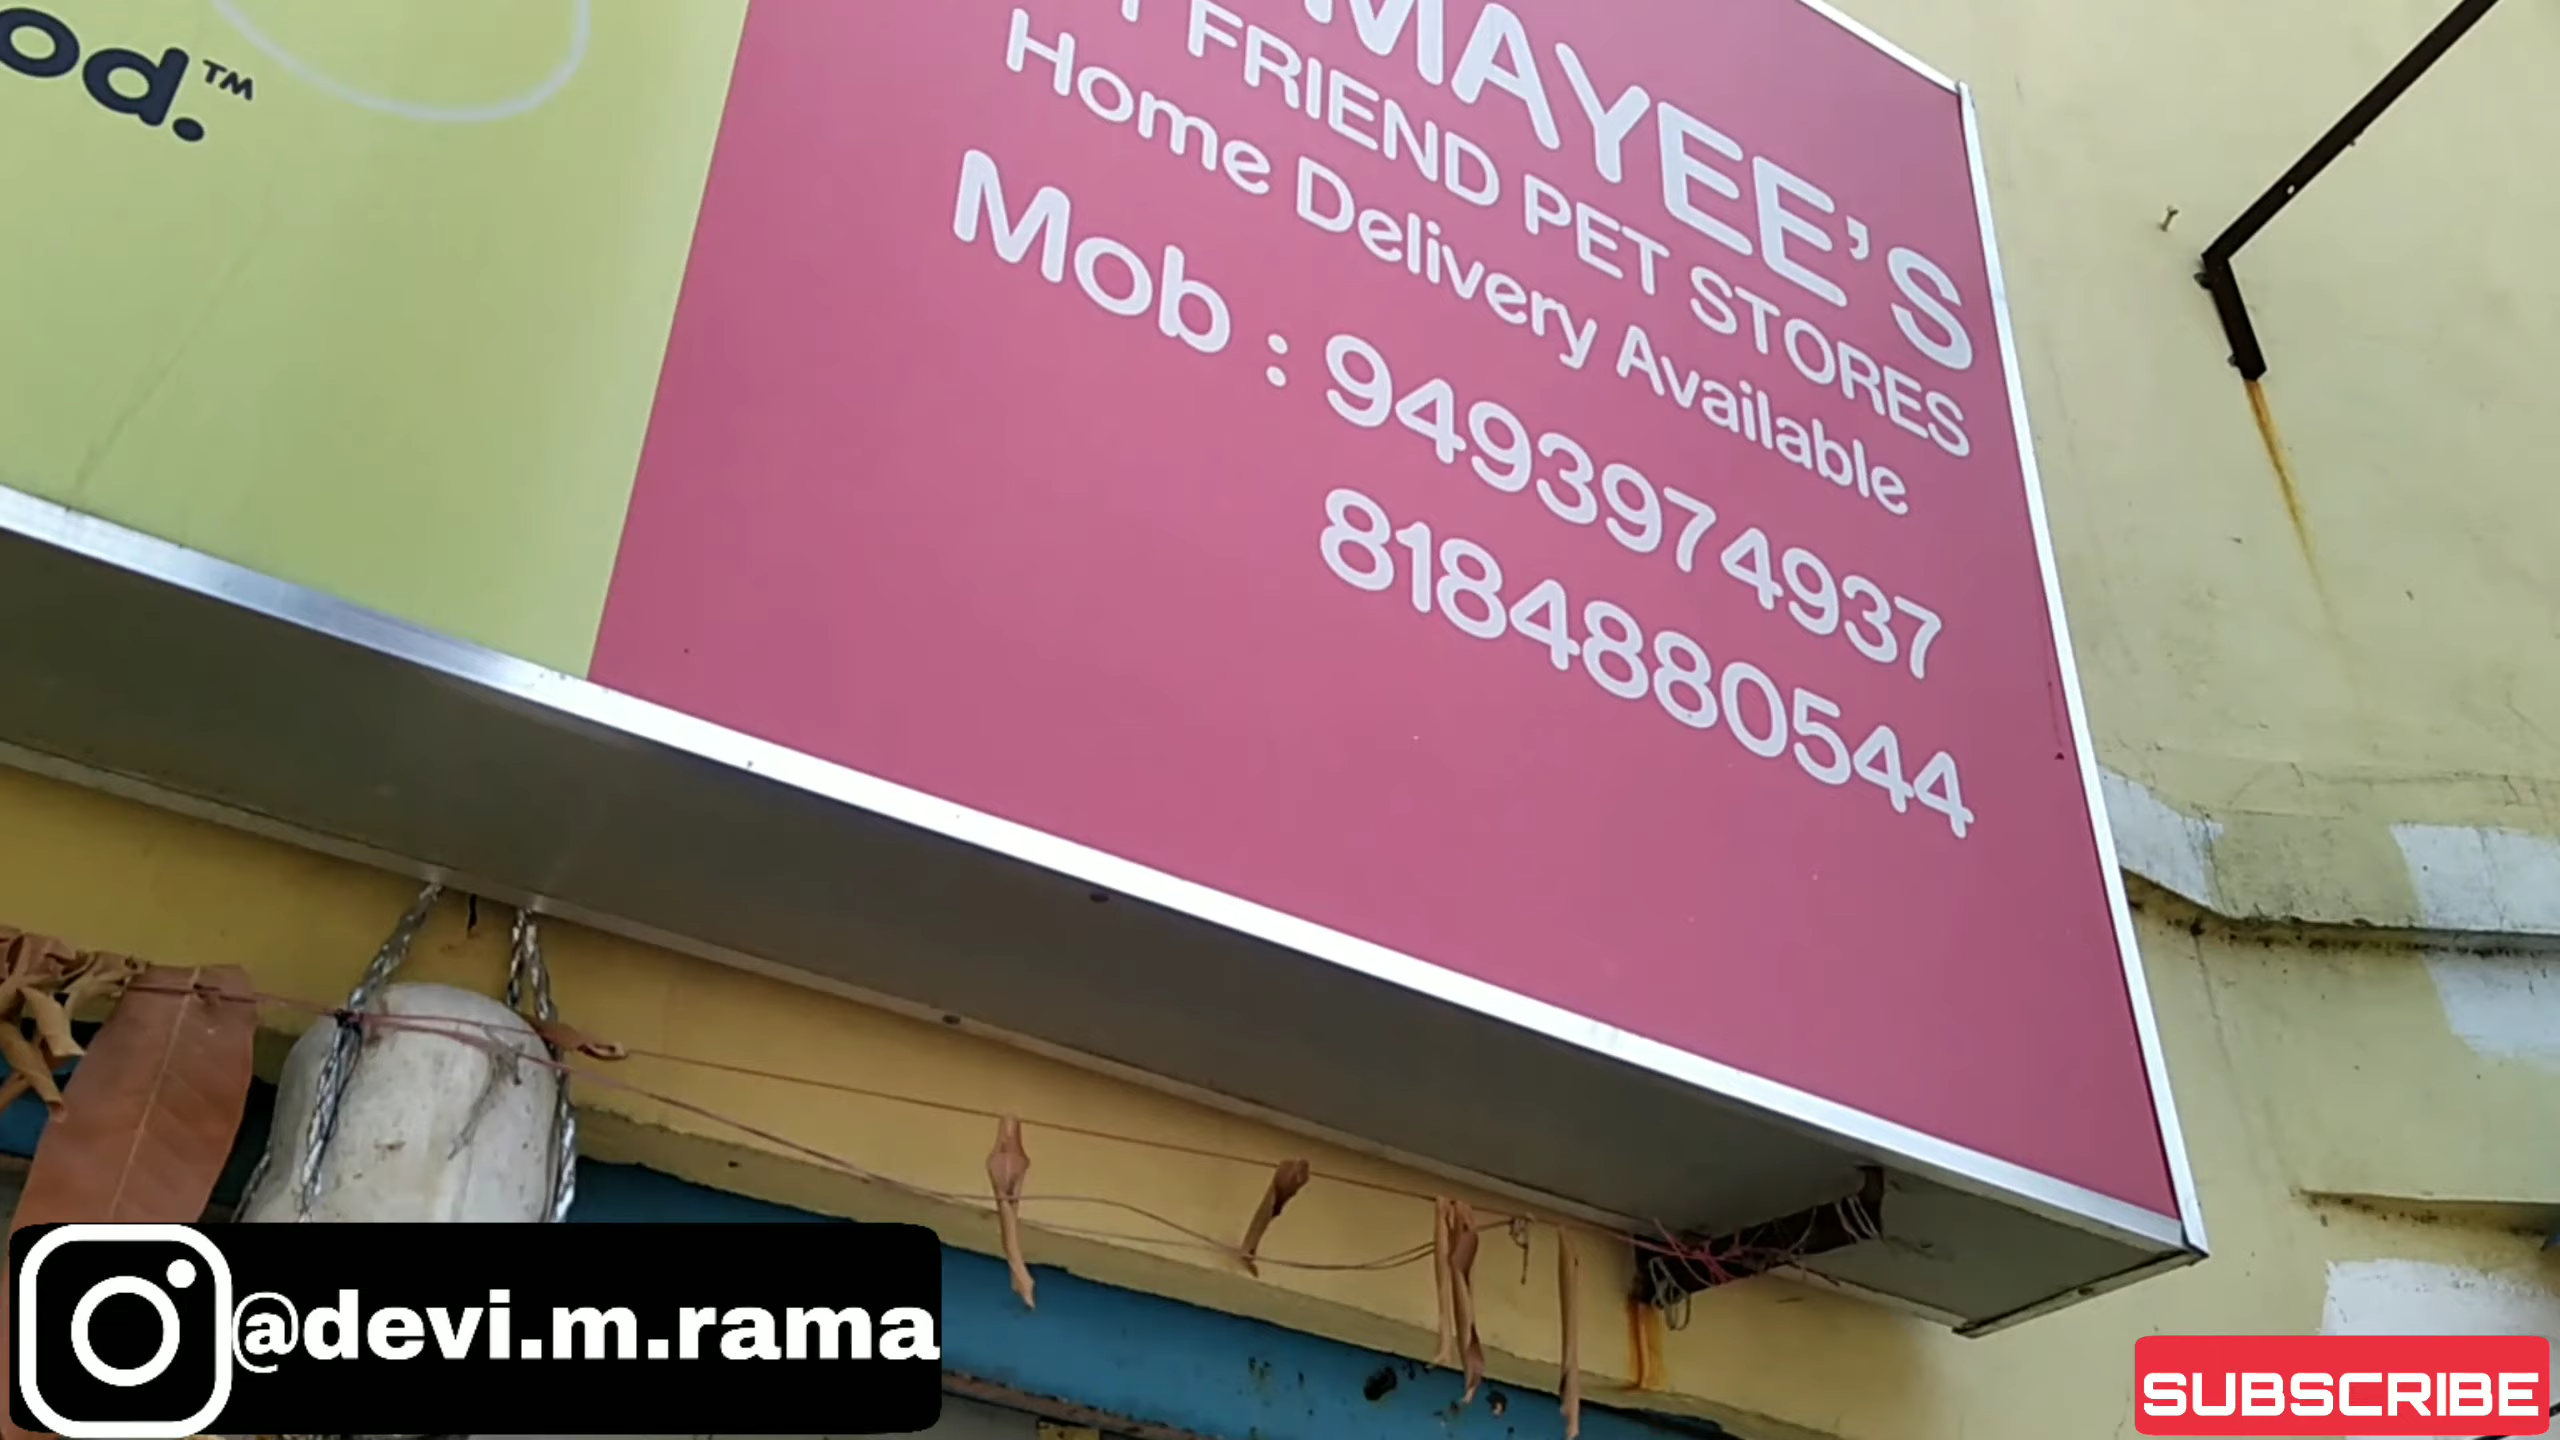 od.™
MAYEE'S
FRIEND PET STORES
Home Delivery Available
Mob : 9493974937
8184880544
@devi.m.rama
SUBSCRIBE